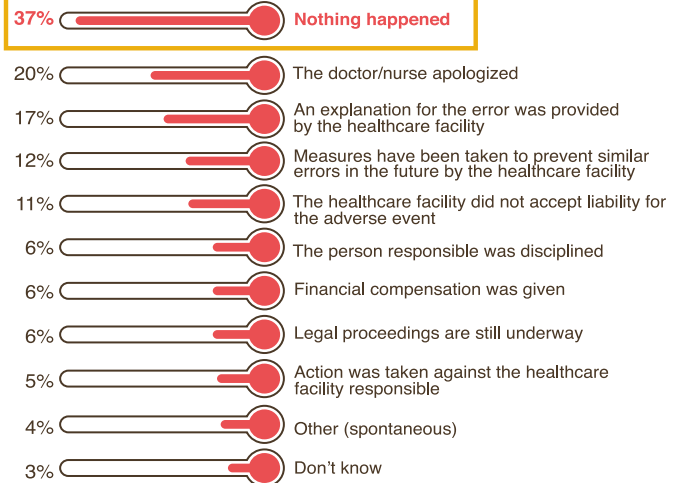 37% Nothing happened
20% The doctor/nurse apologized
17% An explanation for the error was provided
by the healthcare facility
12% Measures have been taken to prevent similar
errors in the future by the healthcare facility
11% The healthcare facility did not accept liability for
the adverse event
6% The person responsible was disciplined
6% Financial compensation was given
6% Legal proceedings are still underway
5% Action was taken against the healthcare
facility responsible
4% Other (spontaneous)
3% Don't know